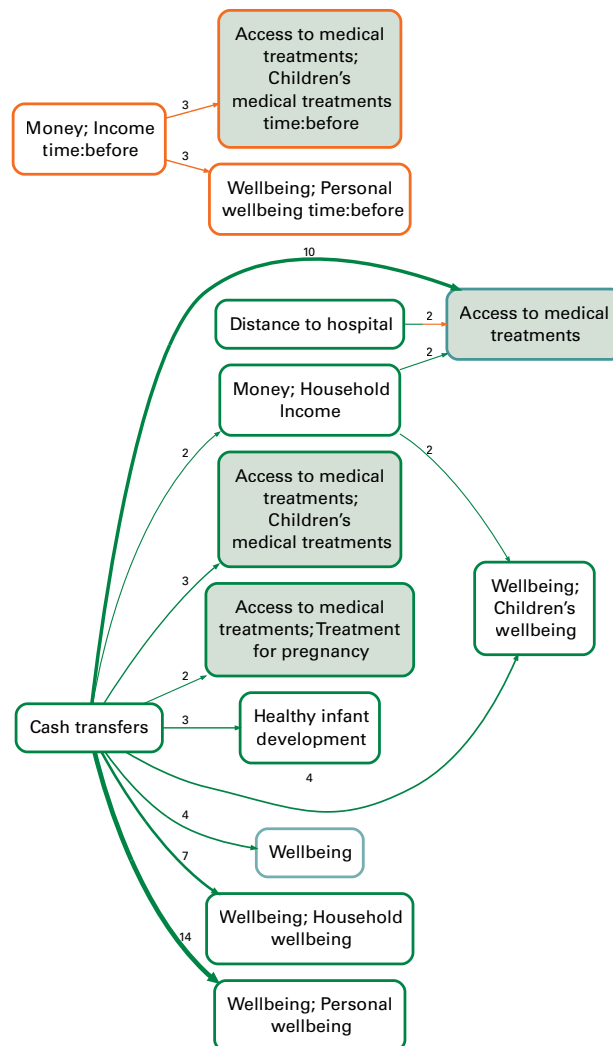 Access to medical
treatments;
Children's
medical treatments
time:before
3
Money; Income
time:before
3
Wellbeing; Personal
wellbeing time:before
10
Distance to hospital
2
Access to medical
treatments
2
Money; Household
Income
2
2
Access to medical
treatments;
Children's
medical treatments
3
Wellbeing;
Children's
wellbeing
Access to medical
treatments; Treatment
for pregnancy
2
Cash transfers
3
Healthy infant
development
4
4
Wellbeing
7
Wellbeing; Household
wellbeing
14
Wellbeing; Personal
wellbeing